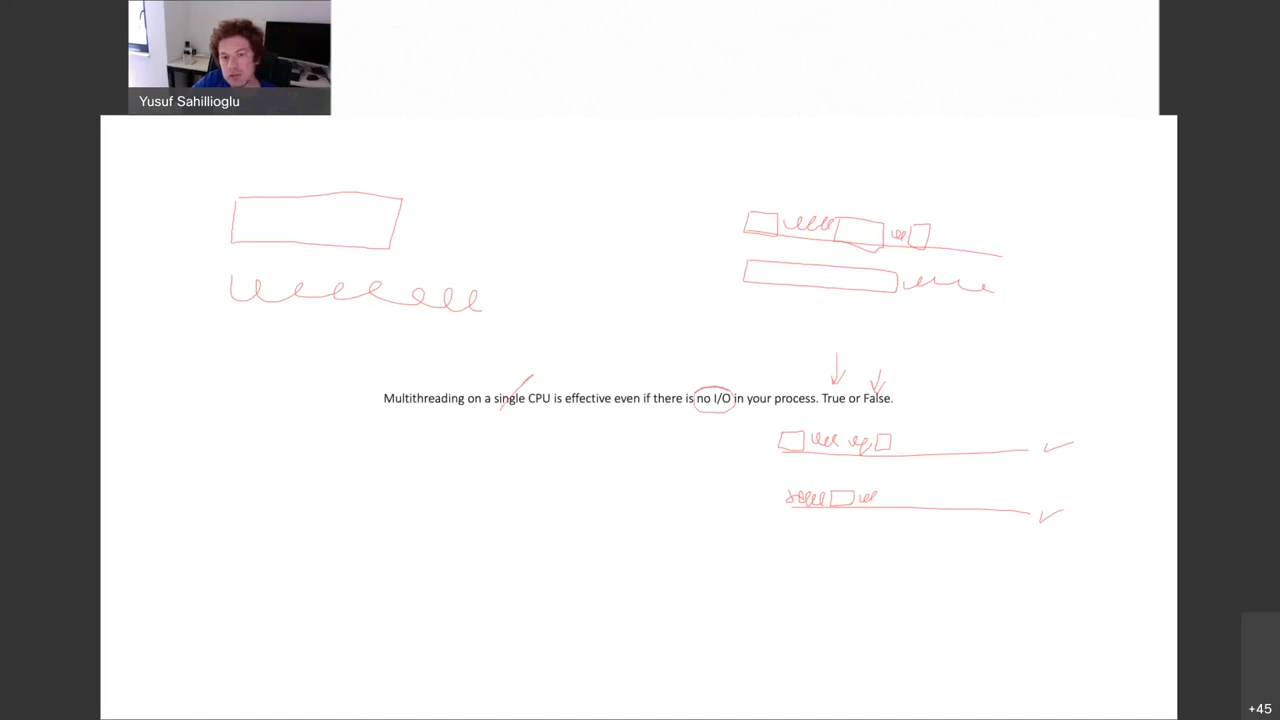 Yusuf Sahillioglu
Multithreading on a single CPU is effective even if there is no I/O in your process. True or False.
+45